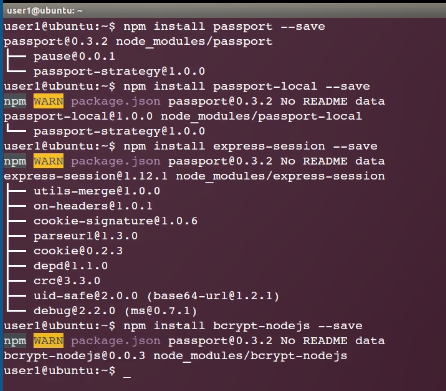 user1@ubuntu: ~
user1@ubuntu:~$ npm install passport --save
passport@0.3.2 node_modules/passport
├── pause@0.0.1
└── passport-strategy@1.0.0
user1@ubuntu:~$ npm install passport-local --save
npm WARN package.json passport@0.3.2 No README data
passport-local@1.0.0 node_modules/passport-local
└── passport-strategy@1.0.0
user1@ubuntu:~$ npm install express-session --save
npm WARN package.json passport@0.3.2 No README data
express-session@1.12.1 node_modules/express-session
├── utils-merge@1.0.0
├── on-headers@1.0.1
├── cookie-signature@1.0.6
├── parseurl@1.3.0
├── cookie@0.2.3
├── depd@1.1.0
├── crc@3.3.0
├── uid-safe@2.0.0 (base64-url@1.2.1)
└── debug@2.2.0 (ms@0.7.1)
user1@ubuntu:~$ npm install bcrypt-nodejs --save
npm WARN package.json passport@0.3.2 No README data
bcrypt-nodejs@0.0.3 node_modules/bcrypt-nodejs
user1@ubuntu:~$ _